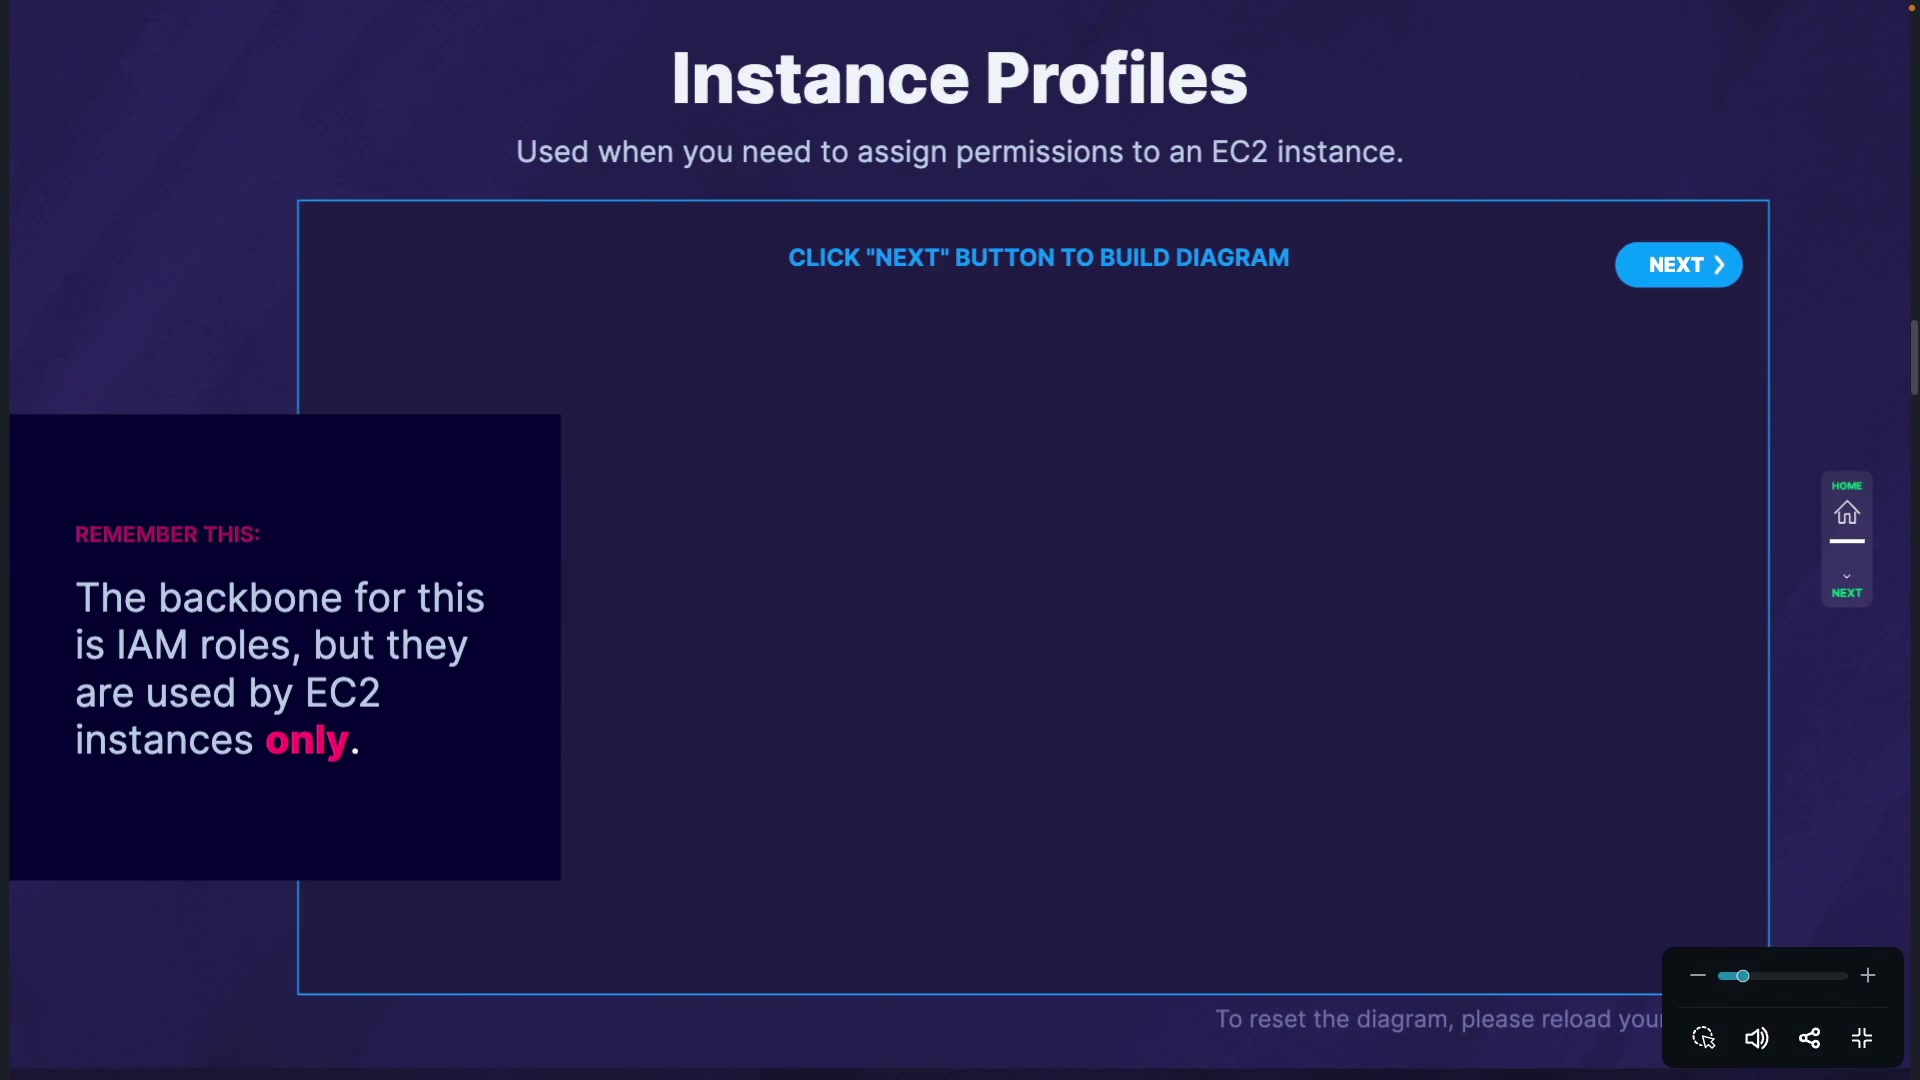 Instance Profiles
Used when you need to assign permissions to an EC2 instance.
CLICK "NEXT" BUTTON TO BUILD DIAGRAM
NEXT
REMEMBER THIS:
The backbone for this
is IAM roles, but they
are used by EC2
instances only.
HOME
NEXT
To reset the diagram, please reload your